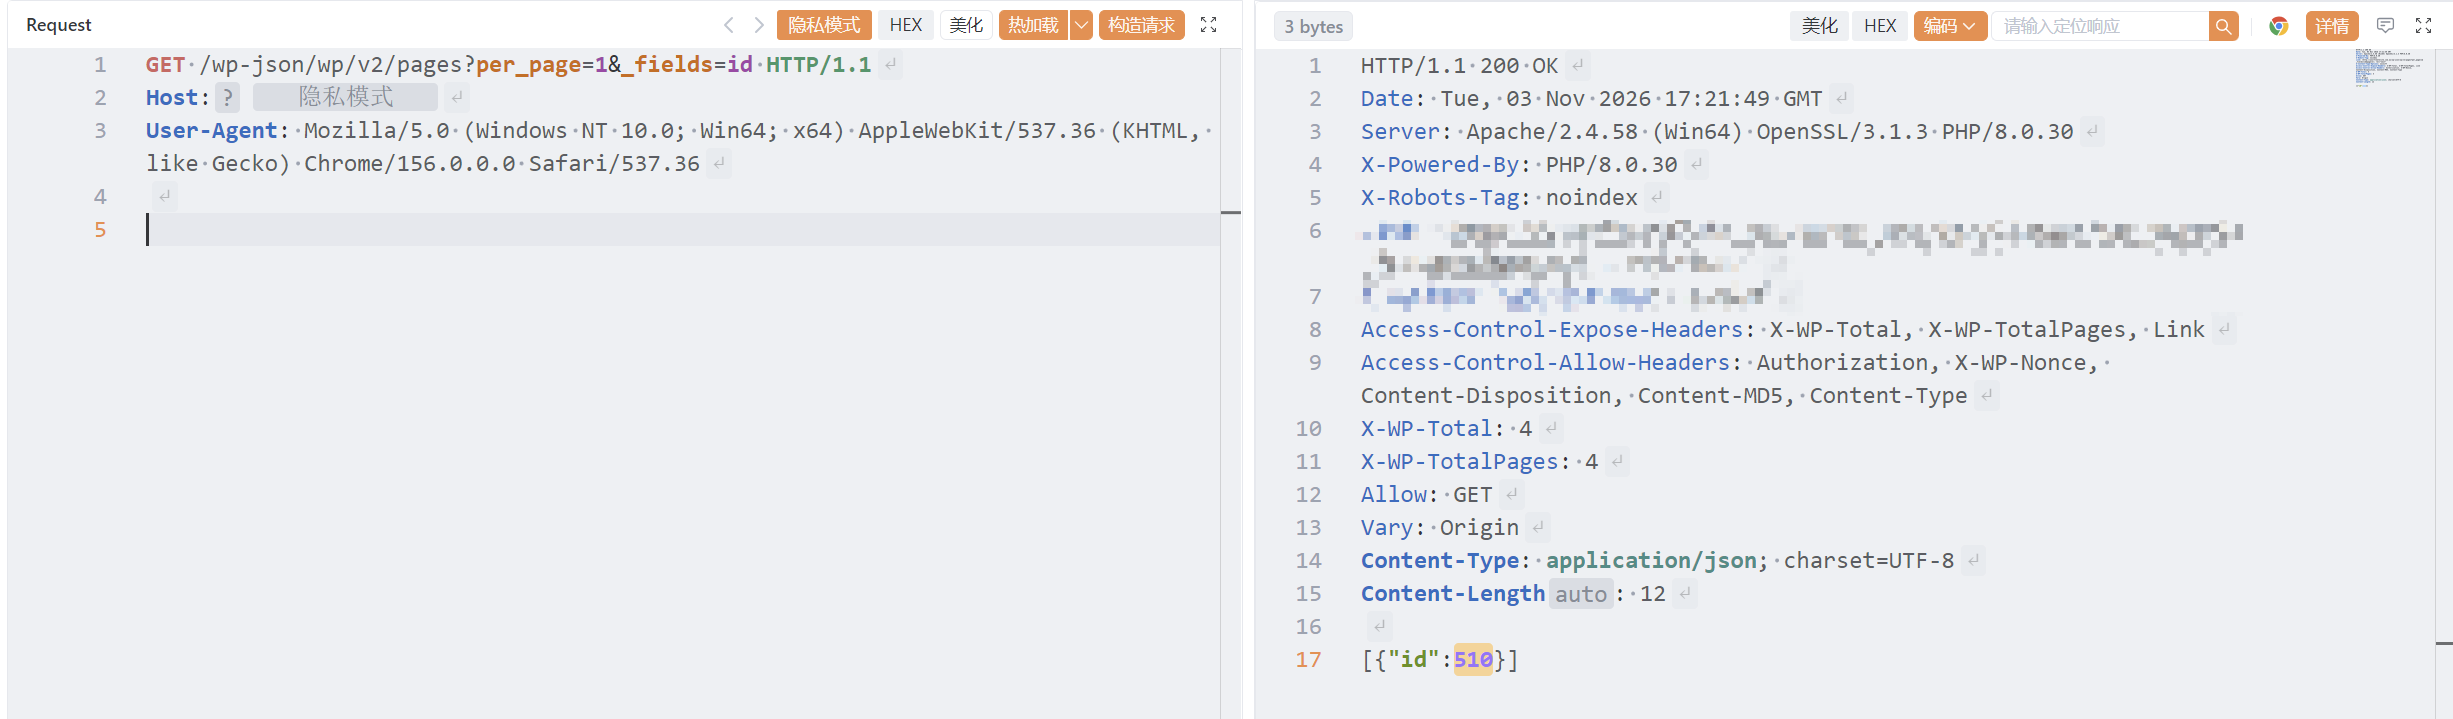 Request
隐私模式 HEX 美化 热加载 构造请求
1 GET /wp-json/wp/v2/pages?per_page=1&_fields=id HTTP/1.1
2 Host:? 隐私模式
3 User-Agent: Mozilla/5.0 (Windows NT 10.0; Win64; x64) AppleWebKit/537.36 (KHTML,
like Gecko) Chrome/156.0.0.0 Safari/537.36
4
5
3 bytes 美化 HEX 编码 请输入定位响应 详情
1 HTTP/1.1 200 OK
2 Date: Tue, 03 Nov 2026 17:21:49 GMT
3 Server: Apache/2.4.58 (Win64) OpenSSL/3.1.3 PHP/8.0.30
4 X-Powered-By: PHP/8.0.30
5 X-Robots-Tag: noindex
6
7
8 Access-Control-Expose-Headers: X-WP-Total, X-WP-TotalPages, Link
9 Access-Control-Allow-Headers: Authorization, X-WP-Nonce,
Content-Disposition, Content-MD5, Content-Type
10 X-WP-Total: 4
11 X-WP-TotalPages: 4
12 Allow: GET
13 Vary: Origin
14 Content-Type: application/json; charset=UTF-8
15 Content-Length auto : 12
16
17 [{"id":510}]